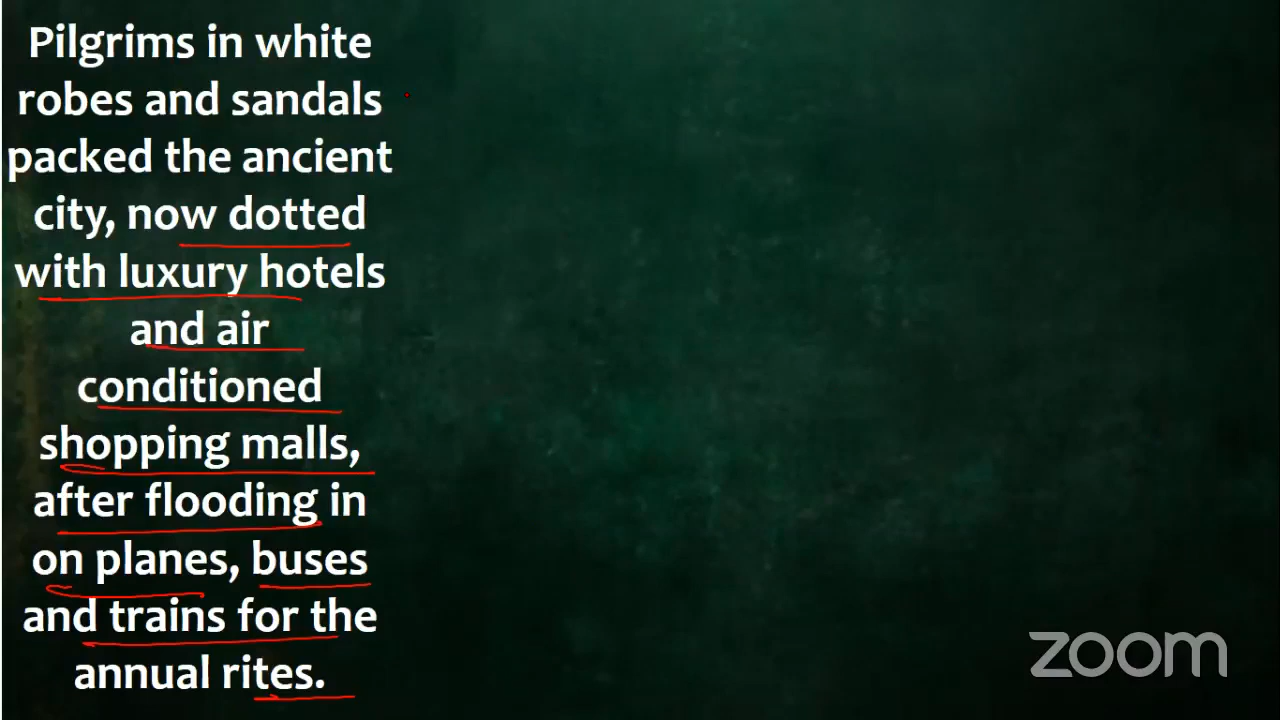 Pilgrims in white
robes and sandals
packed the ancient
city, now dotted
with luxury hotels
and air
conditioned
shopping malls,
after flooding in
on planes, buses
and trains for the
annual rites.
zoom